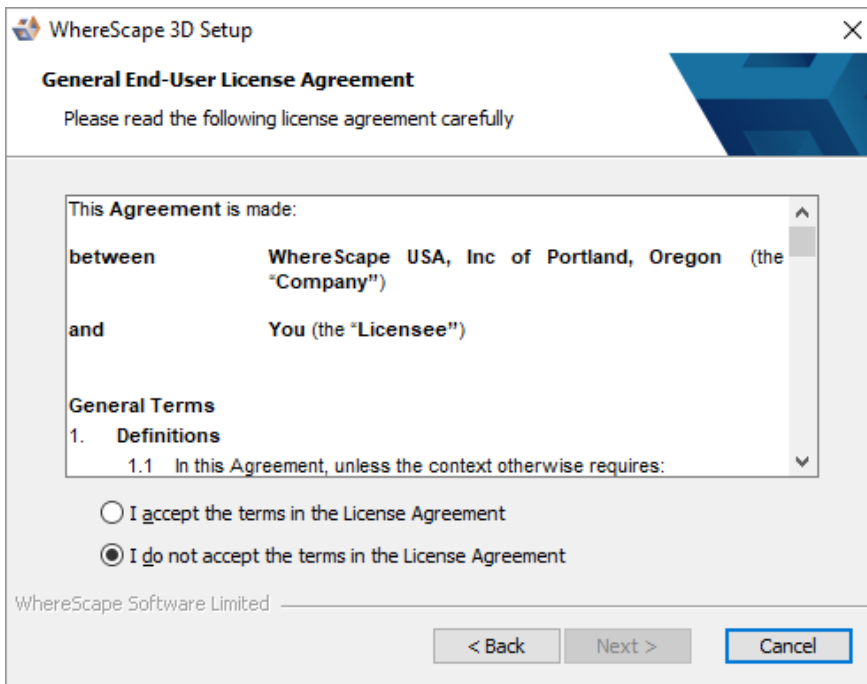 WhereScape 3D Setup
General End-User License Agreement
Please read the following license agreement carefully
This Agreement is made:
between WhereScape USA, Inc of Portland, Oregon (the
“Company”)
and You (the “Licensee”)
General Terms
1. Definitions
1.1 In this Agreement, unless the context otherwise requires:
I accept the terms in the License Agreement
I do not accept the terms in the License Agreement
WhereScape Software Limited
< Back Next > Cancel